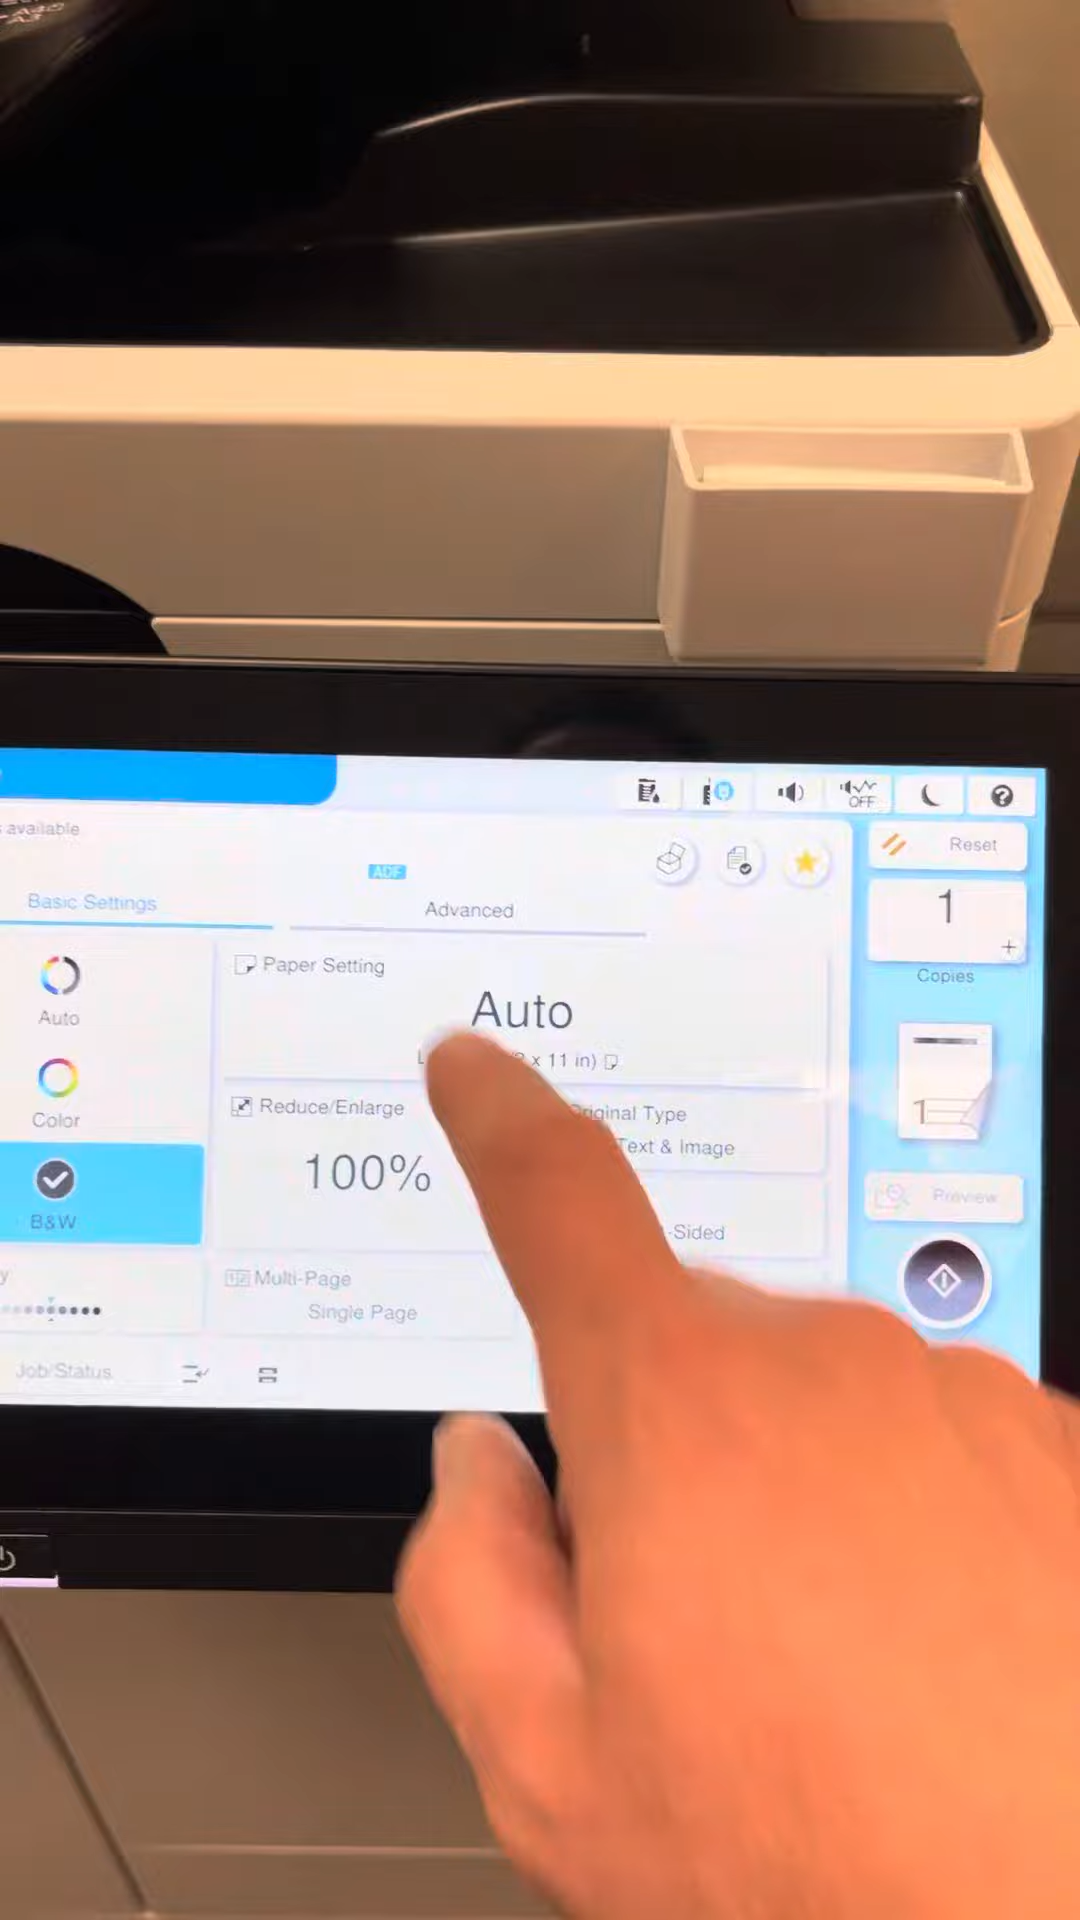 OFF
available
Reset
ADF
1
Basic Settings
Advanced
Copies
Paper Setting
Auto
x 11 in)
Auto
Color
Reduce/Enlarge
100%
Original Type
Text & Image
1
B&W
-Sided
Preview
Multi-Page
Single Page
Job/Status